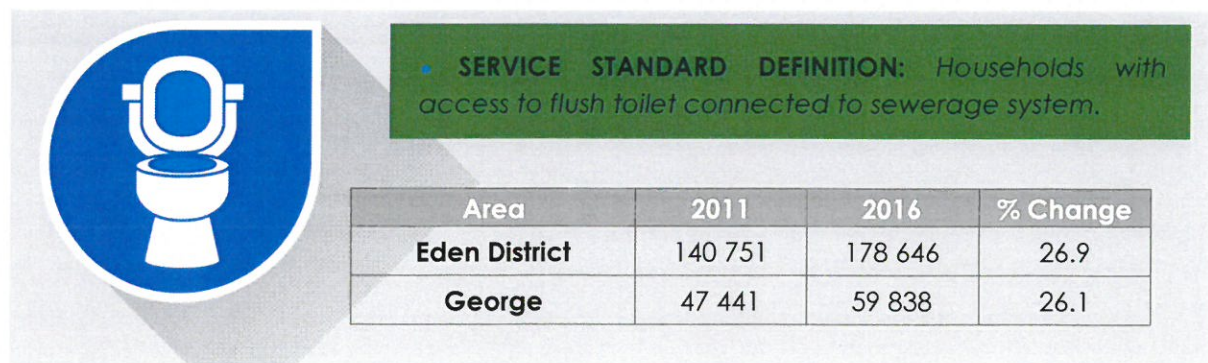 • SERVICE STANDARD DEFINITION: Households with
access to flush toilet connected to sewerage system.
Area 2011 2016 % Change
Eden District 140 751 178 646 26.9
George 47 441 59 838 26.1